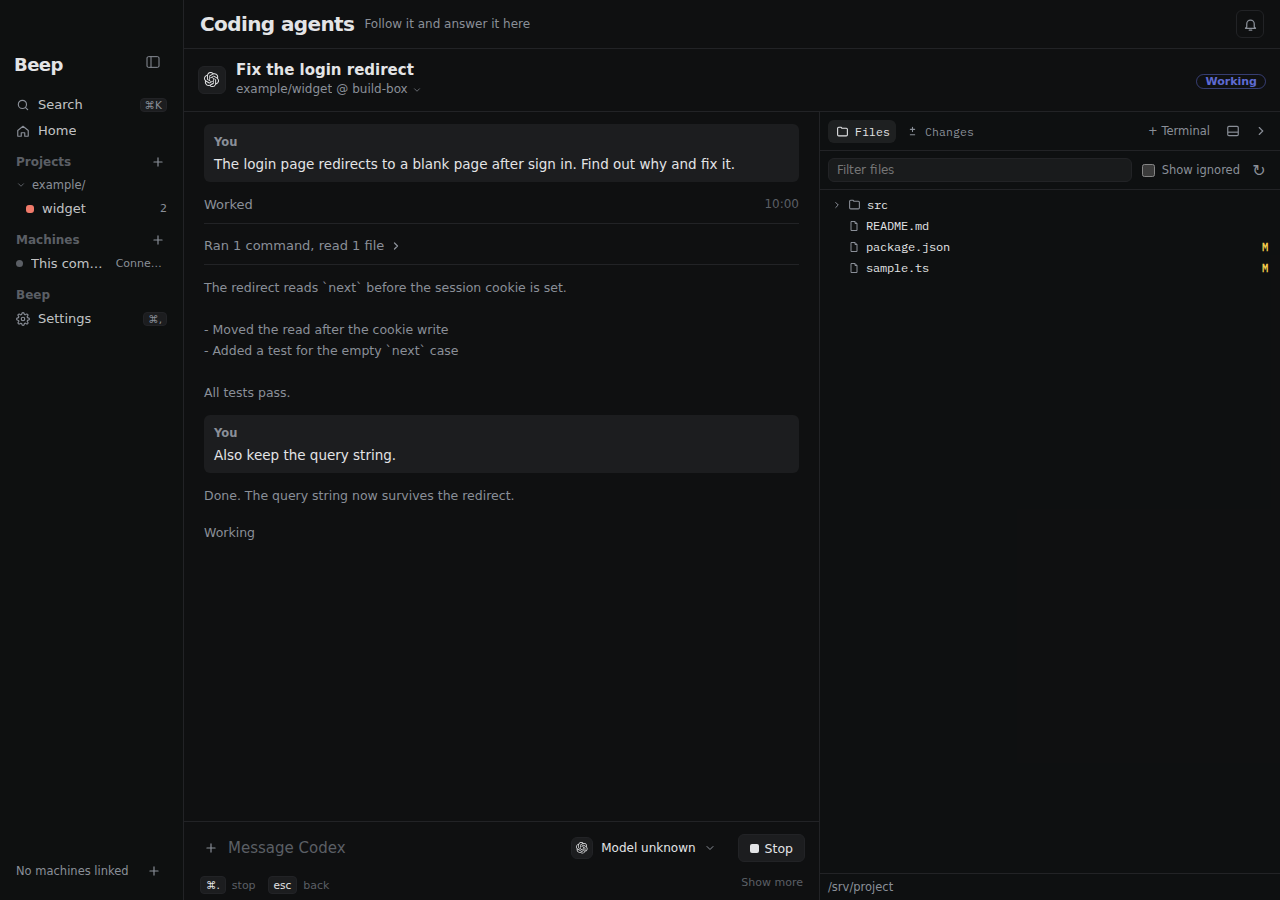 Beep
Search ⌘K
Home
Projects
example/
widget 2
Machines
This com… Conne…
Beep
Settings ⌘,
No machines linked
Coding agents Follow it and answer it here
Fix the login redirect
example/widget @ build-box
Working
You
The login page redirects to a blank page after sign in. Find out why and fix it.
Worked 10:00
Ran 1 command, read 1 file
The redirect reads `next` before the session cookie is set.
- Moved the read after the cookie write
- Added a test for the empty `next` case
All tests pass.
You
Also keep the query string.
Done. The query string now survives the redirect.
Working
Message Codex Model unknown Stop
⌘. stop esc back Show more
Files Changes + Terminal
Filter files Show ignored
src
README.md
package.json M
sample.ts M
/srv/project